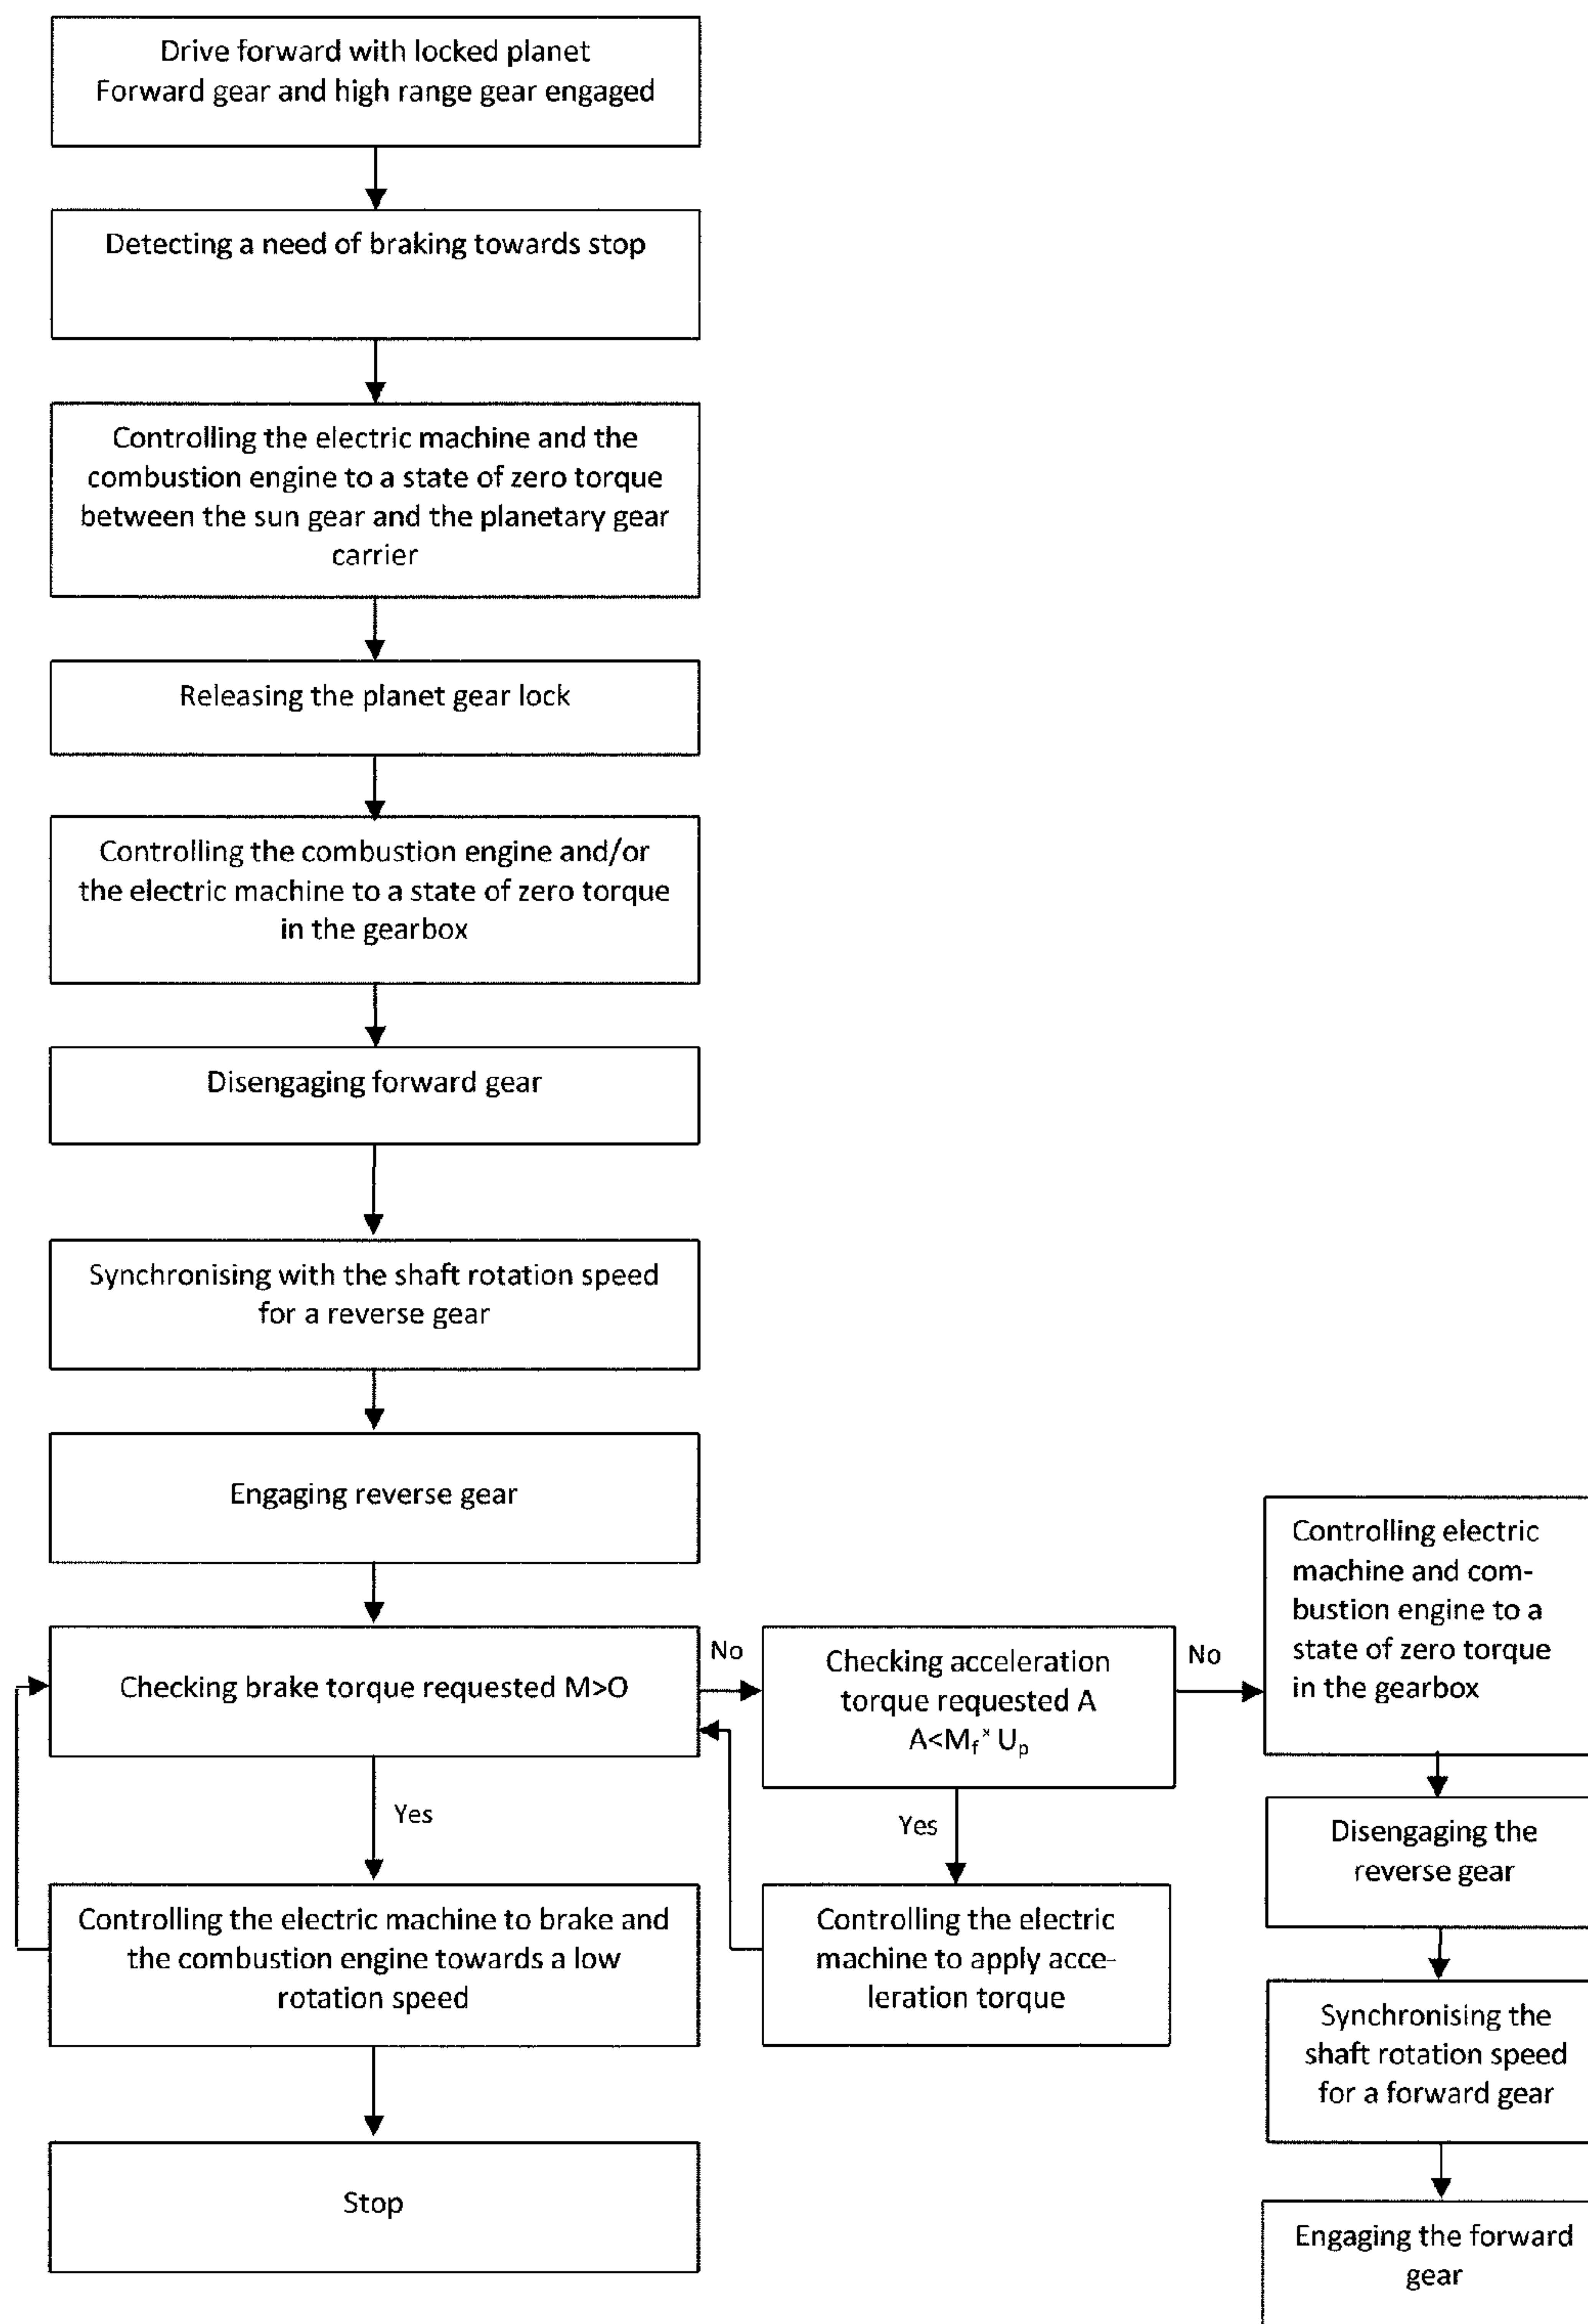 Drive forward with locked planet
Forward gear and high range gear engaged
Detecting a need of braking towards stop
Controlling the electric machine and the
combustion engine to a state of zero torque
between the sun gear and the planetary gear
carrier
Releasing the planet gear lock
Controlling the combustion engine and/or
the electric machine to a state of zero torque
in the gearbox
Disengaging forward gear
Synchronising with the shaft rotation speed
for a reverse gear
Engaging reverse gear
Checking brake torque requested M>O
No
Checking acceleration
torque requested A
A<M_f* U_p
No
Controlling electric
machine and com-
bustion engine to a
state of zero torque
in the gearbox
Yes
Yes
Disengaging the
reverse gear
Controlling the electric machine to brake and
the combustion engine towards a low
rotation speed
Controlling the electric
machine to apply acce-
leration torque
Synchronising the
shaft rotation speed
for a forward gear
Stop
Engaging the forward
gear